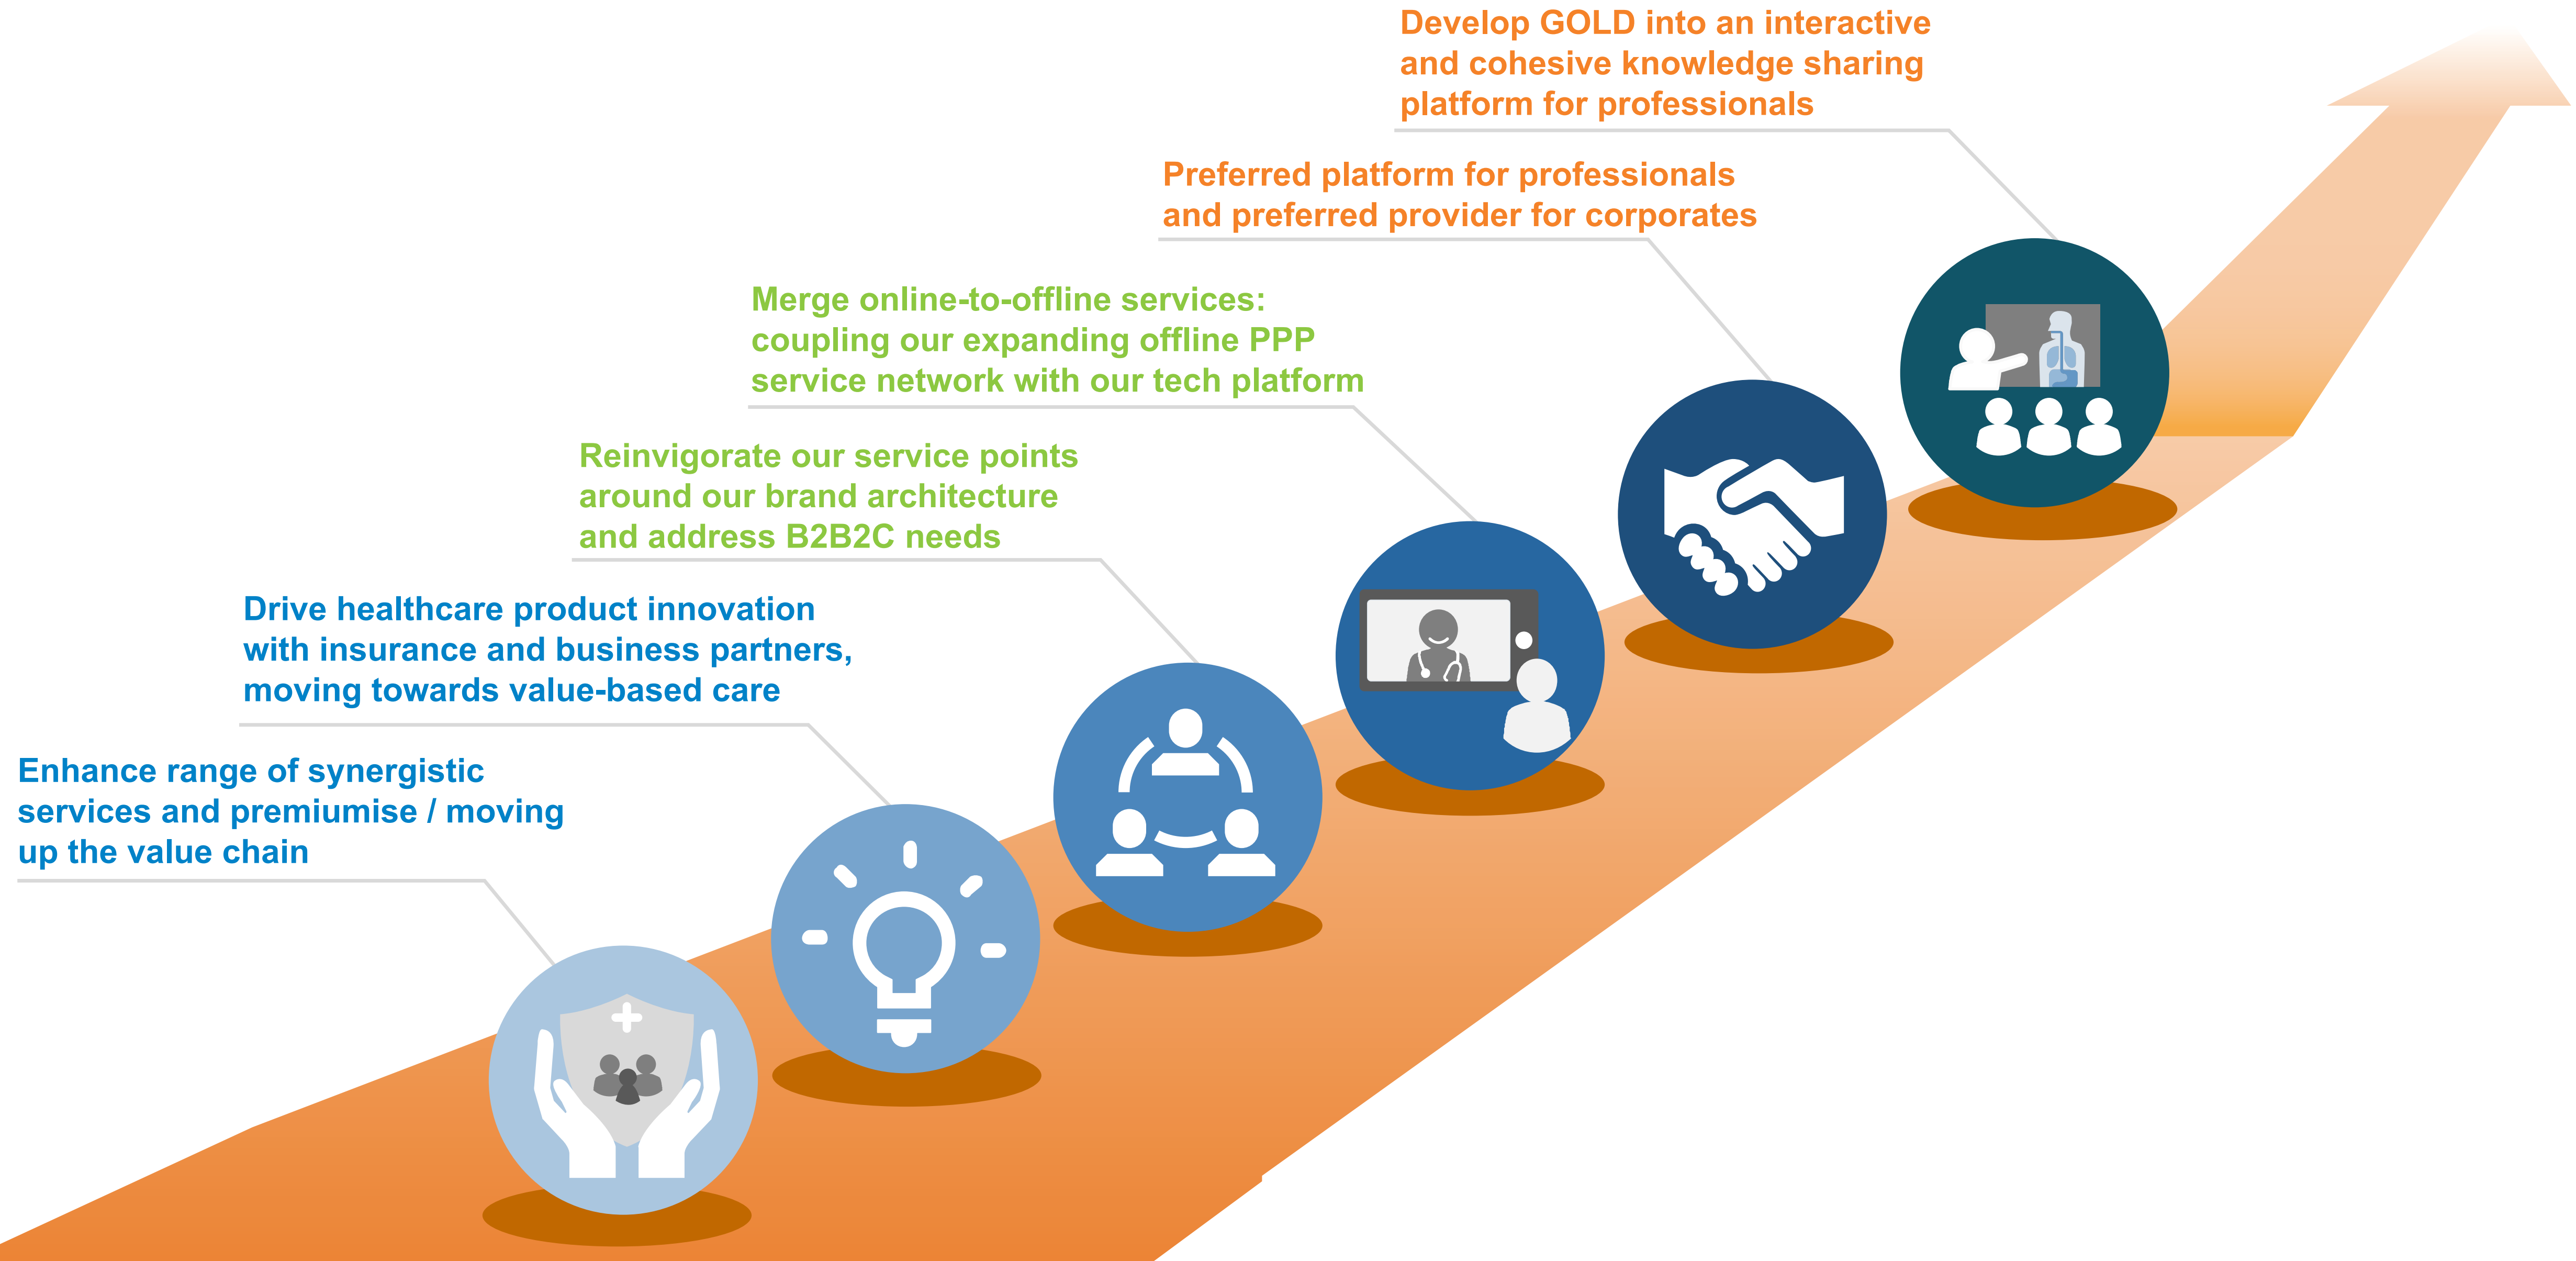 Develop GOLD into an interactive
and cohesive knowledge sharing
platform for professionals
Preferred platform for professionals
and preferred provider for corporates
Merge online-to-offline services:
coupling our expanding offline PPP
service network with our tech platform
Reinvigorate our service points
around our brand architecture
and address B2B2C needs
Drive healthcare product innovation
with insurance and business partners,
moving towards value-based care
Enhance range of synergistic
services and premiumise / moving
up the value chain